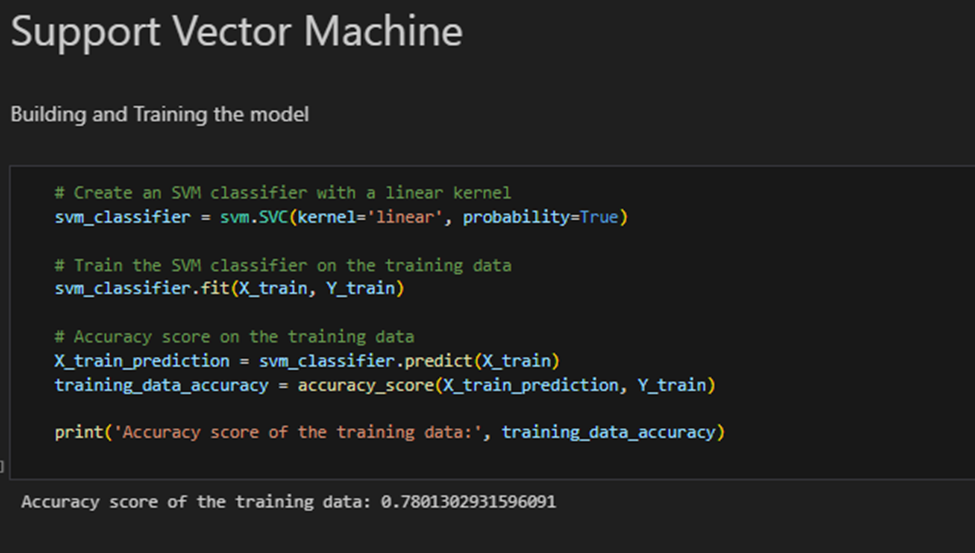 Support Vector Machine
Building and Training the model
# Create an SVM classifier with a linear kernel
svm_classifier = svm.SVC(kernel='linear', probability=True)
# Train the SVM classifier on the training data
svm_classifier.fit(X_train, Y_train)
# Accuracy score on the training data
X_train_prediction = svm_classifier.predict(X_train)
training_data_accuracy = accuracy_score(X_train_prediction, Y_train)
print('Accuracy score of the training data:', training_data_accuracy)
]
Accuracy score of the training data: 0.7801302931596091